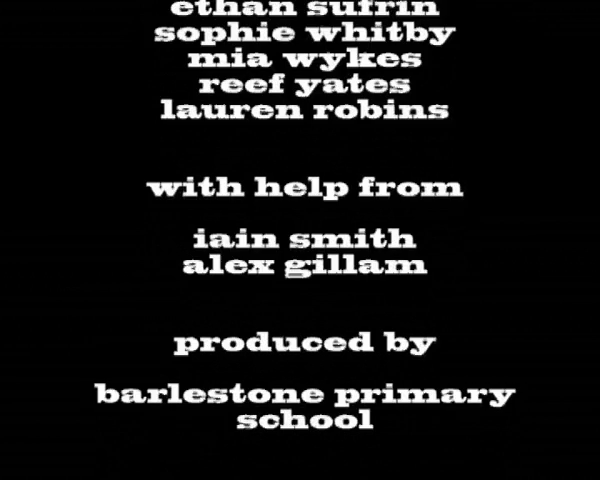 ethan sufrin
sophie whitby
mia wykes
reef yates
lauren robins
with help from
iain smith
alex gillam
produced by
barlestone primary
school